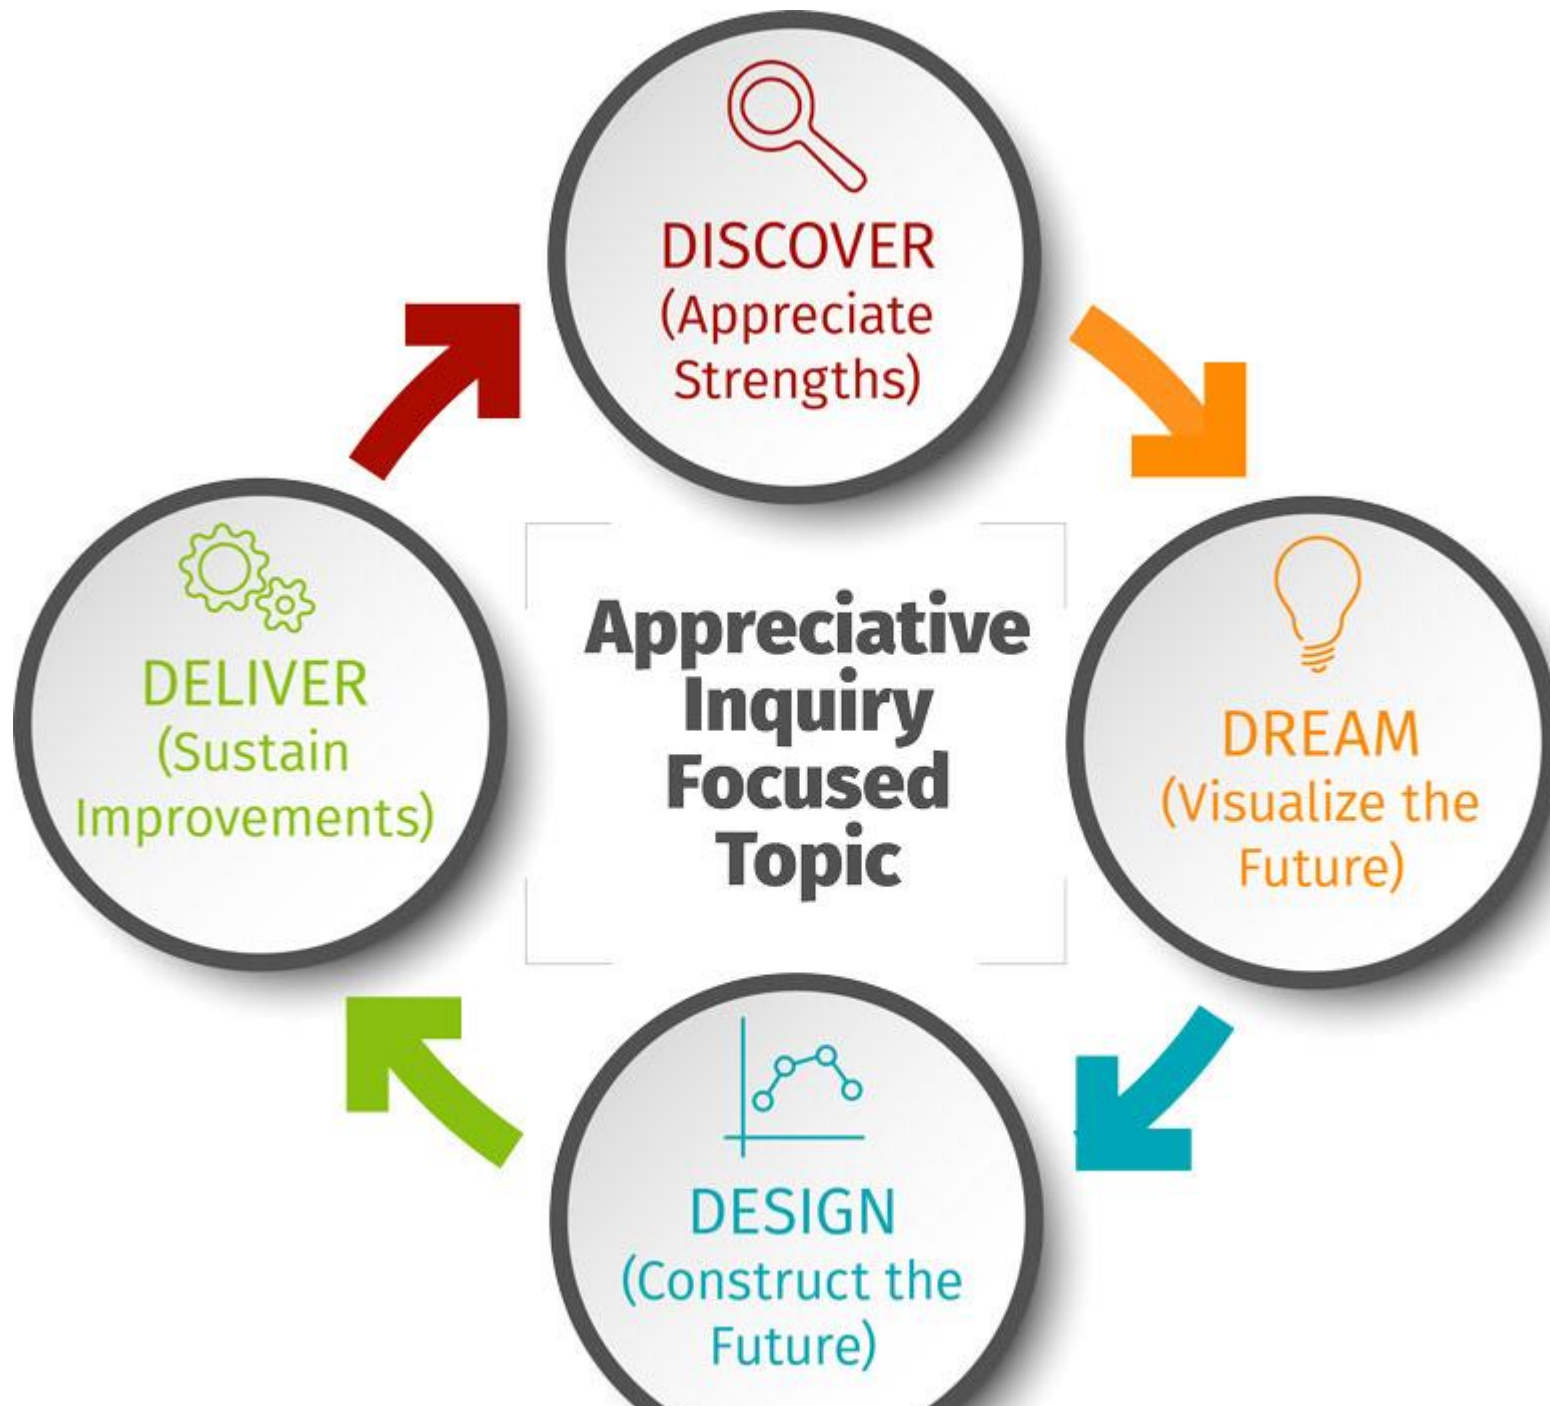 DISCOVER
(Appreciate
Strengths)
Appreciative
Inquiry
Focused
Topic
DREAM
(Visualize the
Future)
DESIGN
(Construct the
Future)
DELIVER
(Sustain
Improvements)